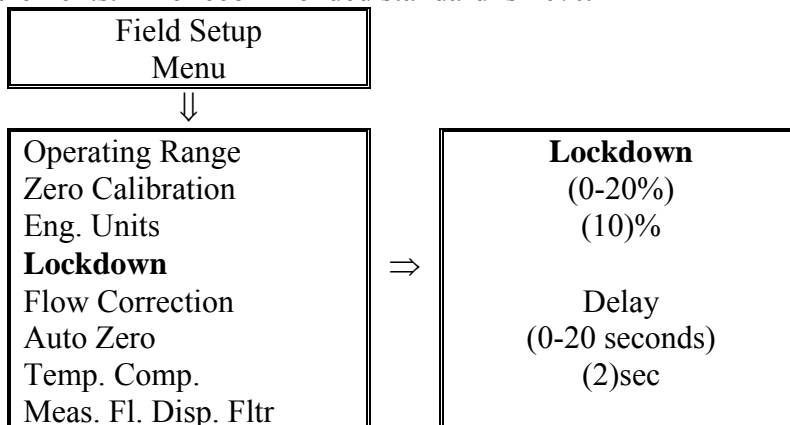 Field Setup
Menu
⇓
Operating Range
Zero Calibration
Eng. Units
Lockdown
Flow Correction
Auto Zero
Temp. Comp.
Meas. Fl. Disp. Fltr
⇒
Lockdown
(0-20%)
(10)%
Delay
(0-20 seconds)
(2)sec